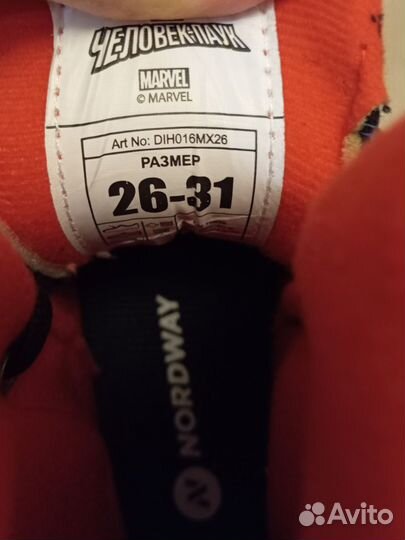 ЧЕЛОВЕК-ПАУК
MARVEL
© MARVEL
Art No: DIH016MX26
РАЗМЕР
26-31
NORDWAY
Avito